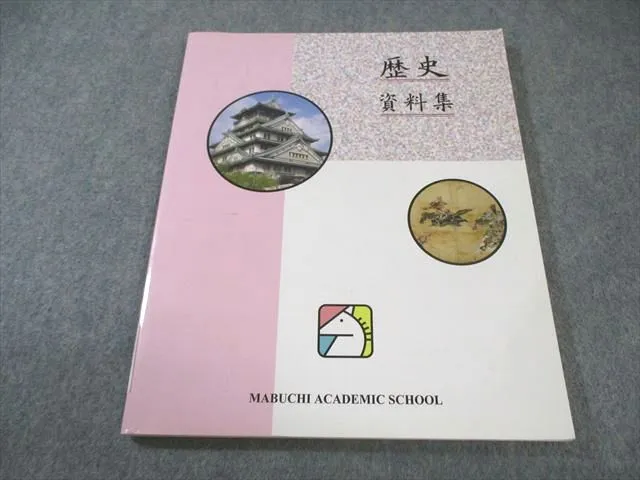 歴史
資料集
MABUCHI ACADEMIC SCHOOL